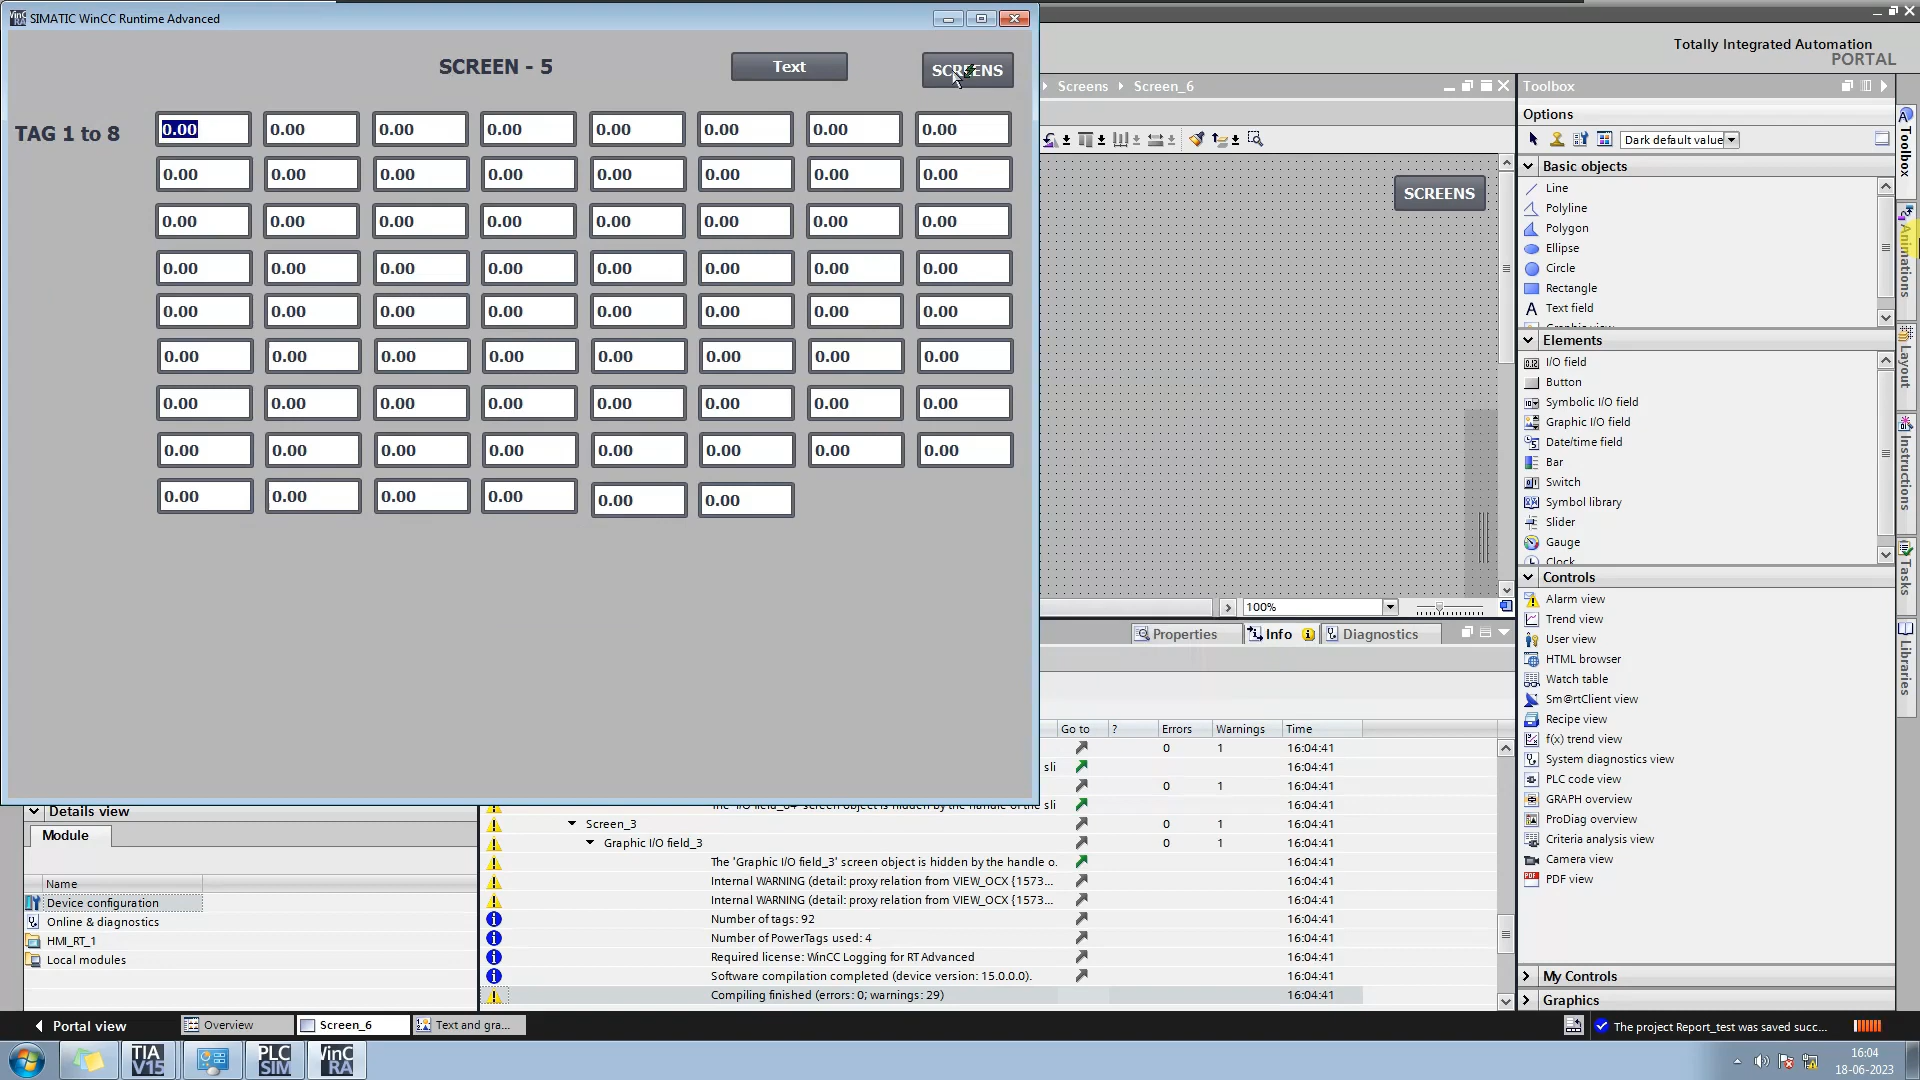 SIMATIC WinCC Runtime Advanced
SCREEN - 5
Text
SCREENS
TAG 1 to 8
0.00 0.00 0.00 0.00 0.00 0.00 0.00 0.00
0.00 0.00 0.00 0.00 0.00 0.00 0.00 0.00
0.00 0.00 0.00 0.00 0.00 0.00 0.00 0.00
0.00 0.00 0.00 0.00 0.00 0.00 0.00 0.00
0.00 0.00 0.00 0.00 0.00 0.00 0.00 0.00
0.00 0.00 0.00 0.00 0.00 0.00 0.00 0.00
0.00 0.00 0.00 0.00 0.00 0.00 0.00 0.00
0.00 0.00 0.00 0.00 0.00 0.00 0.00 0.00
0.00 0.00 0.00 0.00 0.00 0.00
Totally Integrated Automation
PORTAL
Screens Screen_6
SCREENS
100%
Toolbox
Options
Dark default value
Basic objects
Line
Polyline
Polygon
Ellipse
Circle
Rectangle
Text field
Elements
I/O field
Button
Symbolic I/O field
Graphic I/O field
Date/time field
Bar
Switch
Symbol library
Slider
Gauge
Clock
Controls
Alarm view
Trend view
User view
HTML browser
Watch table
Sm@rtClient view
Recipe view
f(x) trend view
System diagnostics view
PLC code view
GRAPH overview
ProDiag overview
Criteria analysis view
Camera view
PDF view
My Controls
Graphics
Toolbox
Animations
Layout
Instructions
Tasks
Libraries
Properties Info Diagnostics
Go to ? Errors Warnings Time
0 1 16:04:41
sli 16:04:41
0 1 16:04:41
screen object is hidden by the handle of the sli 16:04:41
Screen_3 0 1 16:04:41
Graphic I/O field_3 0 1 16:04:41
The 'Graphic I/O field_3' screen object is hidden by the handle o. 16:04:41
Internal WARNING (detail: proxy relation from VIEW_OCX {1573... 16:04:41
Internal WARNING (detail: proxy relation from VIEW_OCX {1573... 16:04:41
Number of tags: 92 16:04:41
Number of PowerTags used: 4 16:04:41
Required license: WinCC Logging for RT Advanced 16:04:41
Software compilation completed (device version: 15.0.0.0). 16:04:41
Compiling finished (errors: 0; warnings: 29) 16:04:41
Details view
Module
Name
Device configuration
Online & diagnostics
HMI_RT_1
Local modules
Portal view
Overview
Screen_6
Text and gra...
The project Report_test was saved succ...
TIA V15
PLC SIM
WinC RA
16:04
18-06-2023